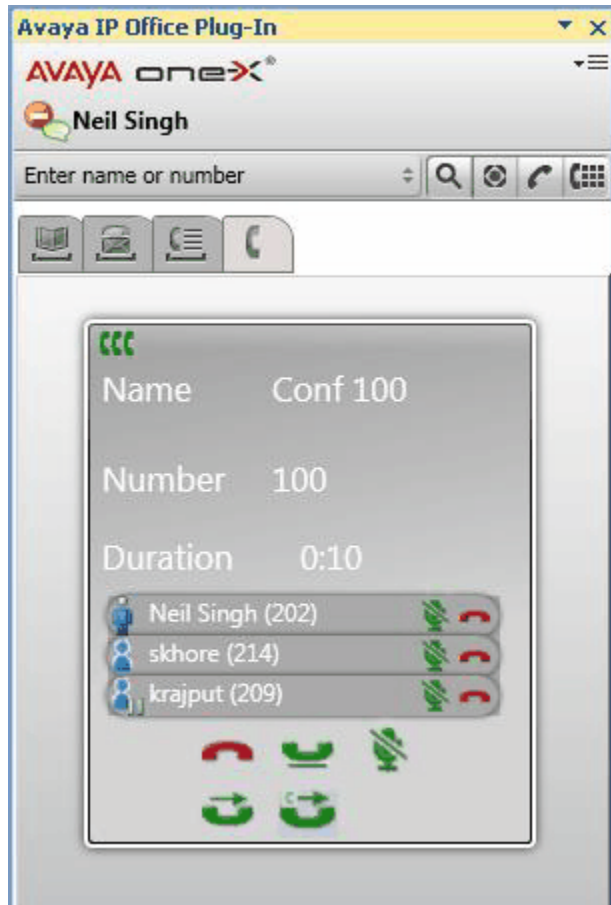 Avaya IP Office Plug-In
AVAYA one-X®
Neil Singh
Enter name or number
Name Conf 100
Number 100
Duration 0:10
Neil Singh (202)
skhore (214)
krajput (209)